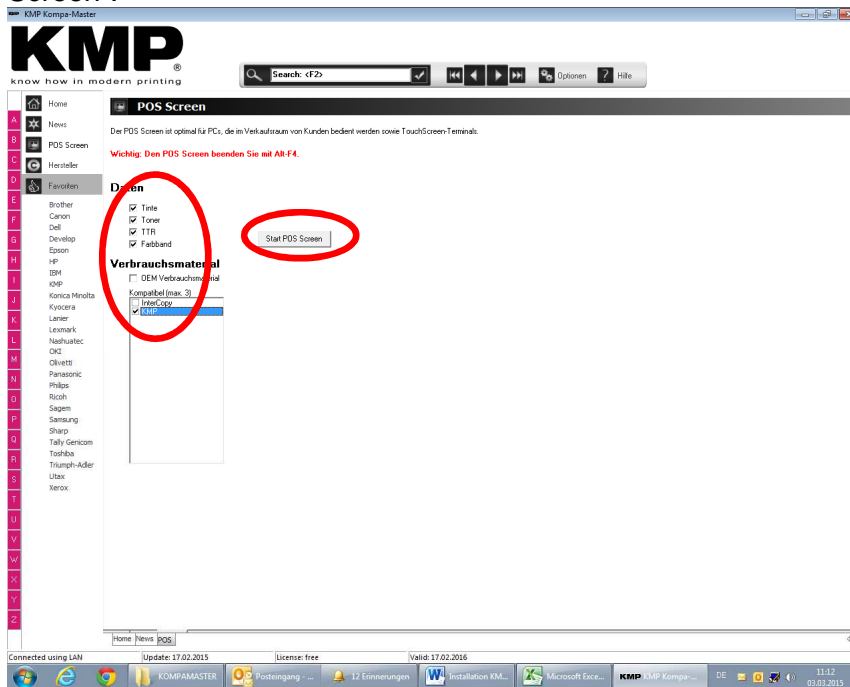 KMP Kompa-Master
KMP®
know how in modern printing
Search: <F2>
Optionen
?
Hilfe
A
B
C
D
E
F
G
H
I
J
K
L
M
N
O
P
Q
R
S
T
U
V
W
X
Y
Z
Home
News
POS Screen
Hersteller
Favoriten
Brother
Canon
Dell
Develop
Epson
HP
IBM
KMP
Konica Minolta
Kyocera
Lanier
Lexmark
Nashuatec
OKI
Olivetti
Panasonic
Philips
Ricoh
Sagem
Samsung
Sharp
Tally Genicom
Toshiba
Triumph-Adler
Utax
Xerox
POS Screen
Der POS Screen ist optimal für PCs, die im Verkaufsraum von Kunden bedient werden sowie TouchScreen-Terminals.
Wichtig: Den POS Screen beenden Sie mit Alt-F4.
Daten
Tinte
Toner
TTR
Farbband
Start POS Screen
Verbrauchsmaterial
OEM Verbrauchsmaterial
Kompatibel (max. 3)
InterCopy
KMP
Home News POS
Connected using LAN
Update: 17.02.2015
License: free
Valid: 17.02.2016
KOMPAMASTER
Posteingang - ...
12 Erinnerungen
Installation KM...
Microsoft Exce...
KMP KMP Kompa-...
DE
11:12
03.03.2015